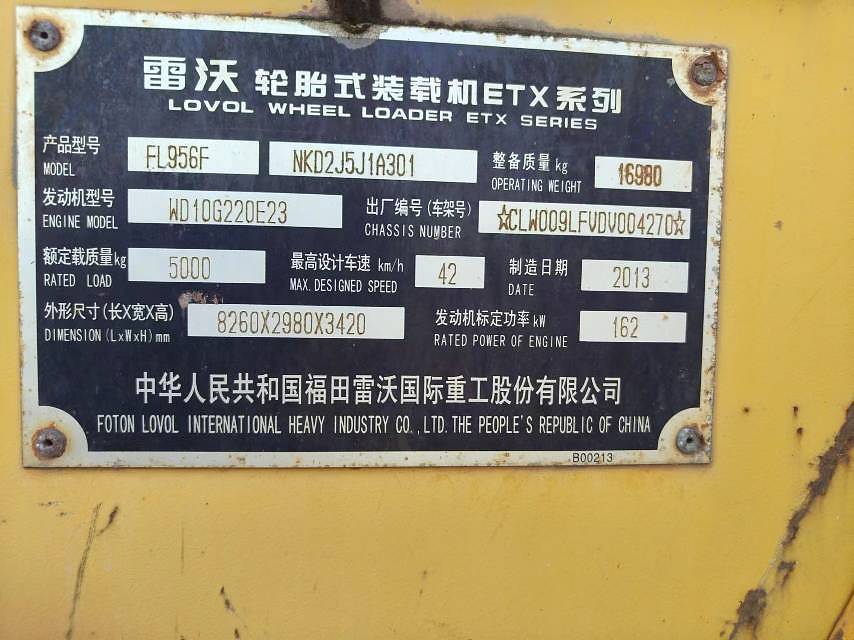 雷沃 轮胎式装载机ETX系列
LOVOL WHEEL LOADER ETX SERIES
产品型号 MODEL FL956F NKD2J5J1A301 整备质量 kg OPERATING WEIGHT 16980
发动机型号 ENGINE MODEL WD10G220E23 出厂编号(车架号) CHASSIS NUMBER ☆CLW009LFVDV004270☆
额定载质量kg RATED LOAD 5000 最高设计车速 km/h MAX.DESIGNED SPEED 42 制造日期 DATE 2013
外形尺寸(长X宽X高) DIMENSION(LxWxH)mm 8260X2980X3420 发动机标定功率kW RATED POWER OF ENGINE 162
中华人民共和国福田雷沃国际重工股份有限公司
FOTON LOVOL INTERNATIONAL HEAVY INDUSTRY CO.,LTD.THE PEOPLE'S REPUBLIC OF CHINA
B00213